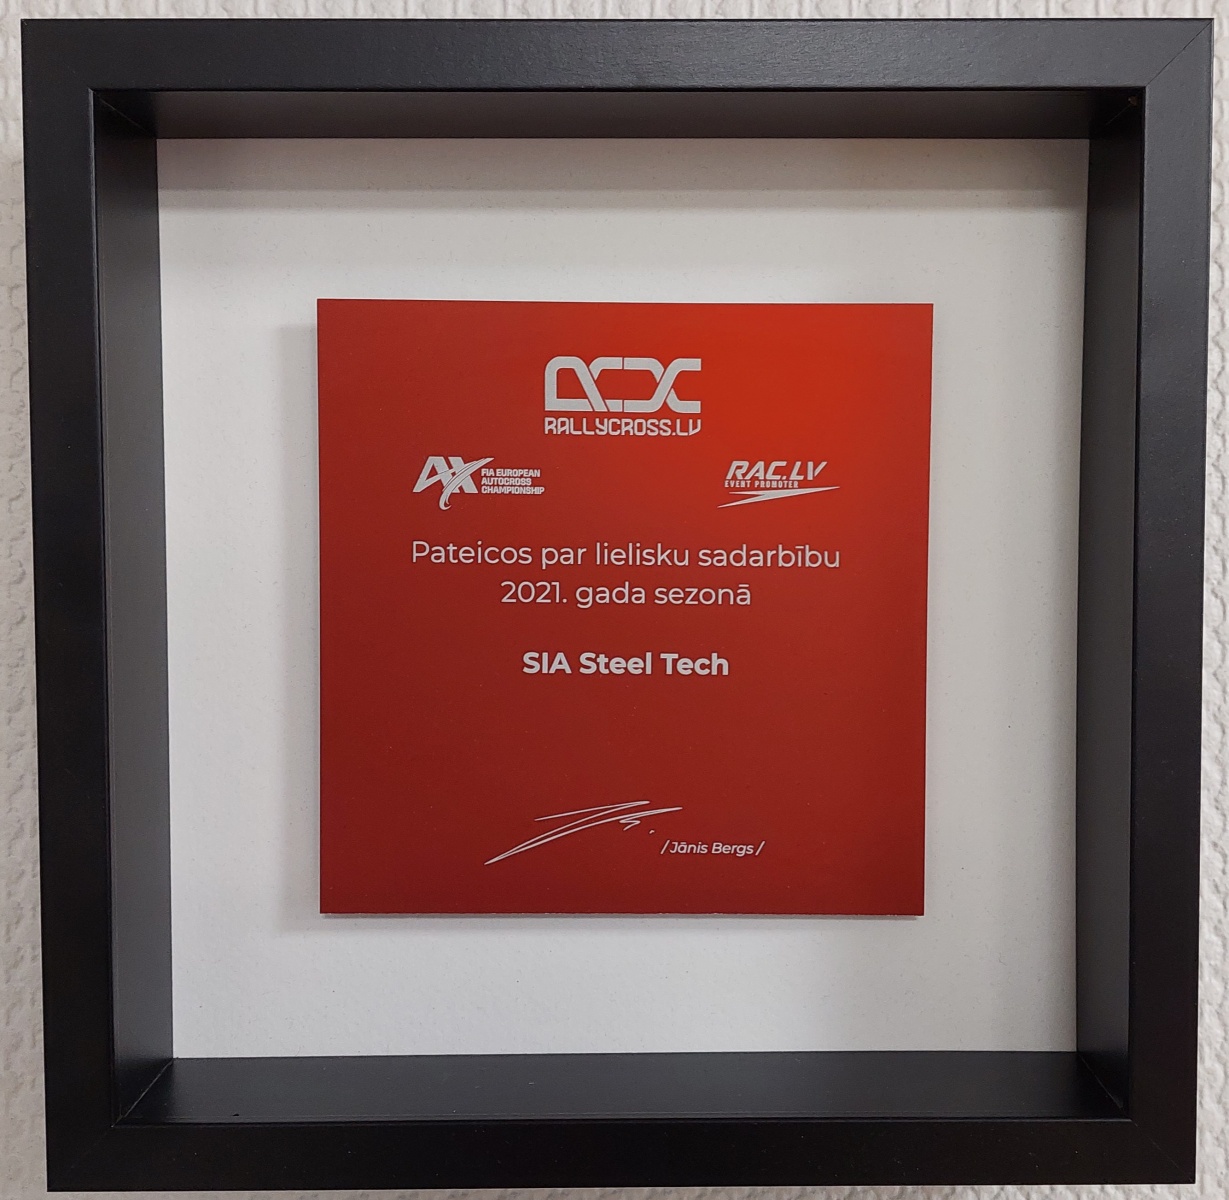 RALLYCROSS.LV
AX FIA EUROPEAN
AUTOCROSS
CHAMPIONSHIP
RAC.LV
EVENT PROMOTER
Pateicos par lielisku sadarbību
2021. gada sezonā
SIA Steel Tech
/ Jānis Bergs /